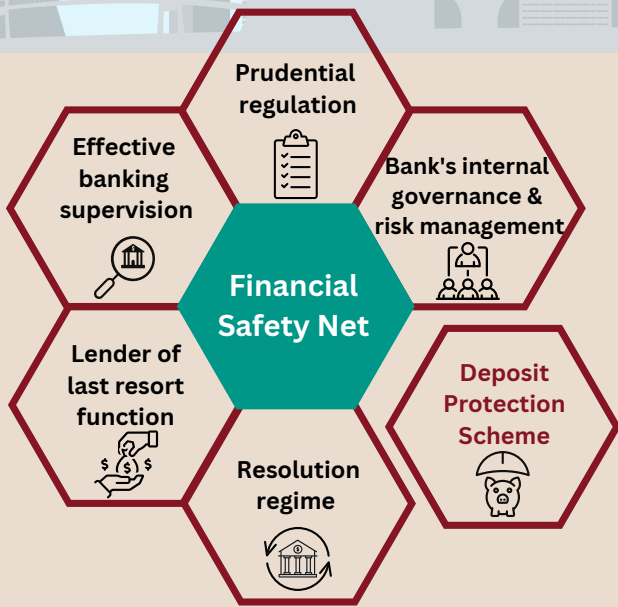 Prudential
regulation
Effective
banking
supervision
Bank's internal
governance &
risk management
Financial
Safety Net
Lender of
last resort
function
$ $ $
Deposit
Protection
Scheme
Resolution
regime
$